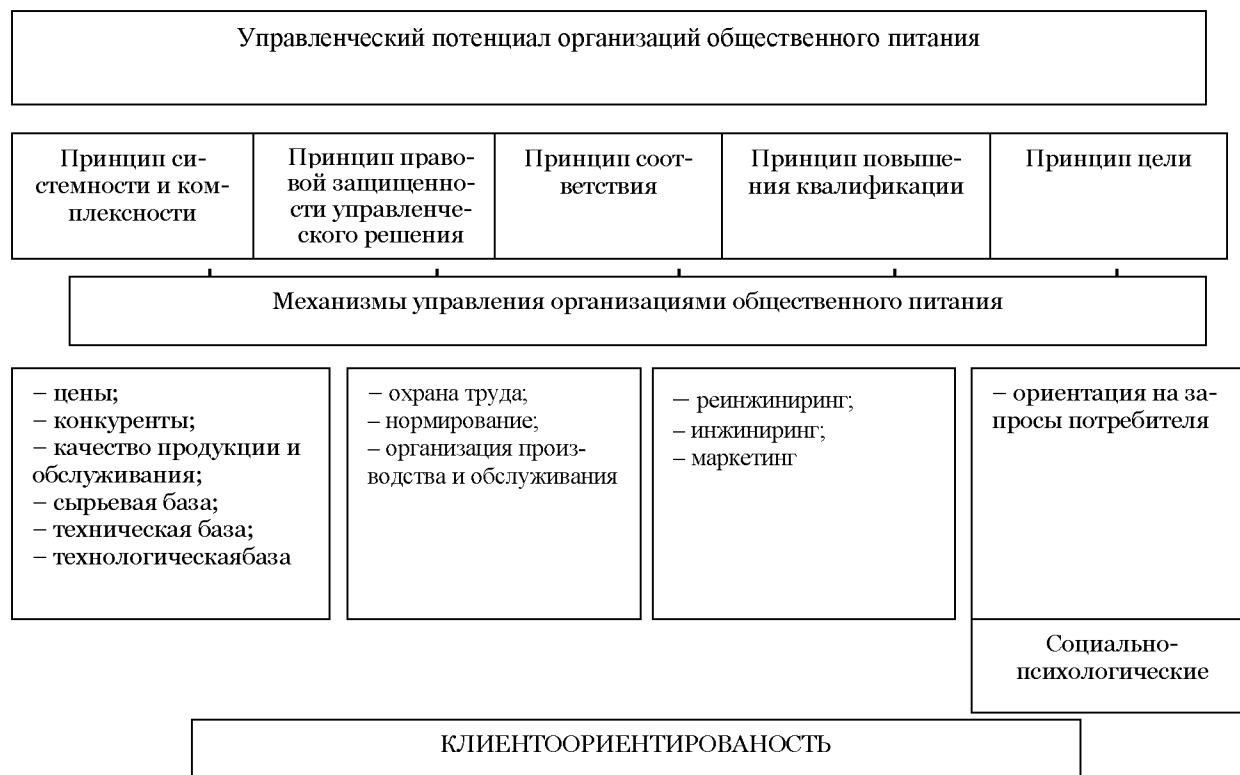 Управленческий потенциал организаций общественного питания
Принцип си-
стемности и ком-
плексности
Принцип право-
вой защищенно-
сти управленче-
ского решения
Принцип соот-
ветствия
Принцип повыше-
ния квалификации
Принцип цели
Механизмы управления организациями общественного питания
– цены;
– конкуренты;
– качество продукции и
обслуживания;
– сырьевая база;
– техническая база;
– технологическаябаза
– охрана труда;
– нормирование;
– организация произ-
водства и обслуживания
– реинжиниринг;
– инжиниринг;
– маркетинг
– ориентация на за-
просы потребителя
Социально-
психологические
КЛИЕНТООРИЕНТИРОВАНОСТЬ